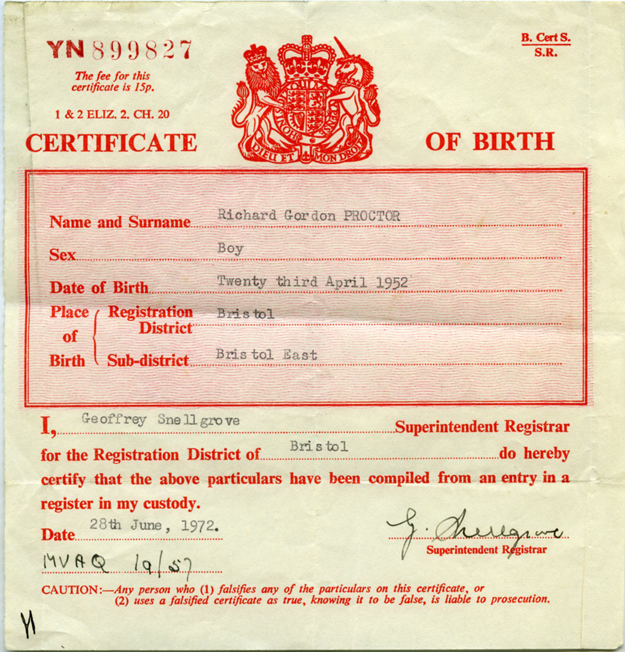 YN 899827
B. Cert S.
S.R.
The fee for this
certificate is 15p.
1 & 2 ELIZ. 2. CH. 20
DIEU ET MON DROIT
CERTIFICATE OF BIRTH
Name and Surname Richard Gordon PROCTOR
Sex Boy
Date of Birth Twenty third April 1952
Place of Birth
Registration District Bristol
Sub-district Bristol East
I, Geoffrey Snellgrove Superintendent Registrar
for the Registration District of Bristol do hereby
certify that the above particulars have been compiled from an entry in a
register in my custody.
Date 28th June, 1972.
G. Snellgrove
Superintendent Registrar
MVAQ 19/57
CAUTION:—Any person who (1) falsifies any of the particulars on this certificate, or
(2) uses a falsified certificate as true, knowing it to be false, is liable to prosecution.